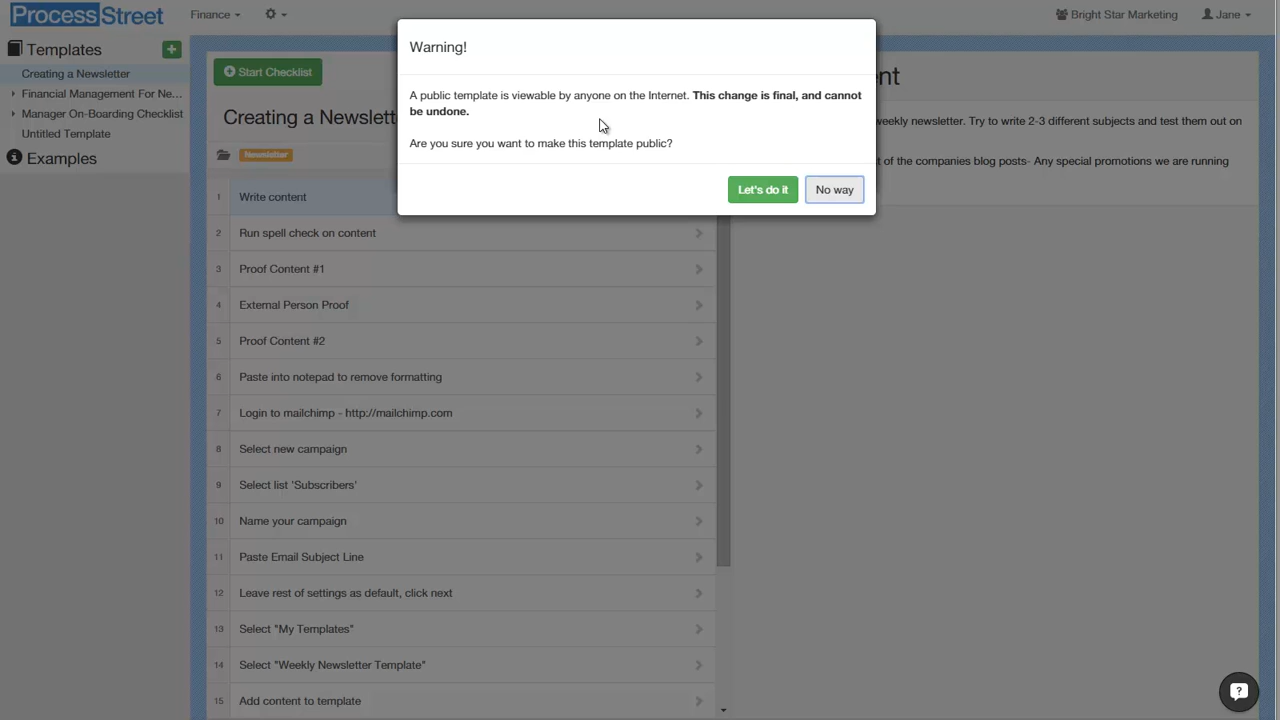 ProcessStreet
Finance
Bright Star Marketing
Jane
Templates
Creating a Newsletter
Financial Management For Ne...
Manager On-Boarding Checklist
Untitled Template
Examples
Start Checklist
Creating a Newslett
Newsletter
1 Write content
2 Run spell check on content
3 Proof Content #1
4 External Person Proof
5 Proof Content #2
6 Paste into notepad to remove formatting
7 Login to mailchimp - http://mailchimp.com
8 Select new campaign
9 Select list 'Subscribers'
10 Name your campaign
11 Paste Email Subject Line
12 Leave rest of settings as default, click next
13 Select "My Templates"
14 Select "Weekly Newsletter Template"
15 Add content to template
Warning!
A public template is viewable by anyone on the Internet. This change is final, and cannot
be undone.
Are you sure you want to make this template public?
Let's do it
No way
nt
weekly newsletter. Try to write 2-3 different subjects and test them out on
t of the companies blog posts- Any special promotions we are running